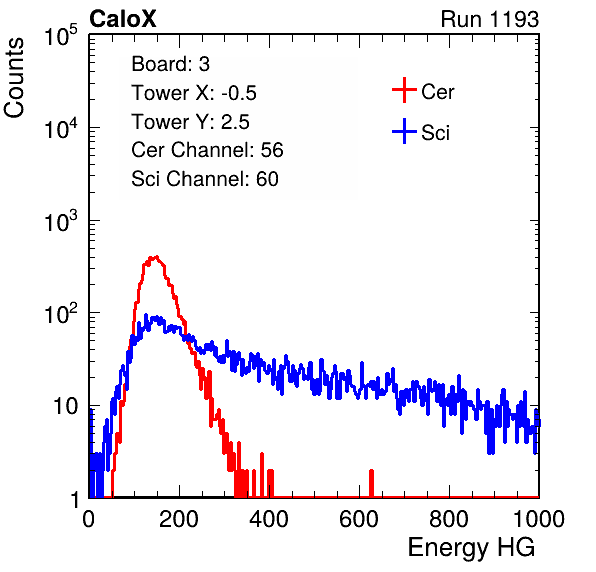 CaloX Run 1193
Counts
Board: 3
Tower X: -0.5
Tower Y: 2.5
Cer Channel: 56
Sci Channel: 60
Cer
Sci
10^5
10^4
10^3
10^2
10
1
0 200 400 600 800 1000
Energy HG